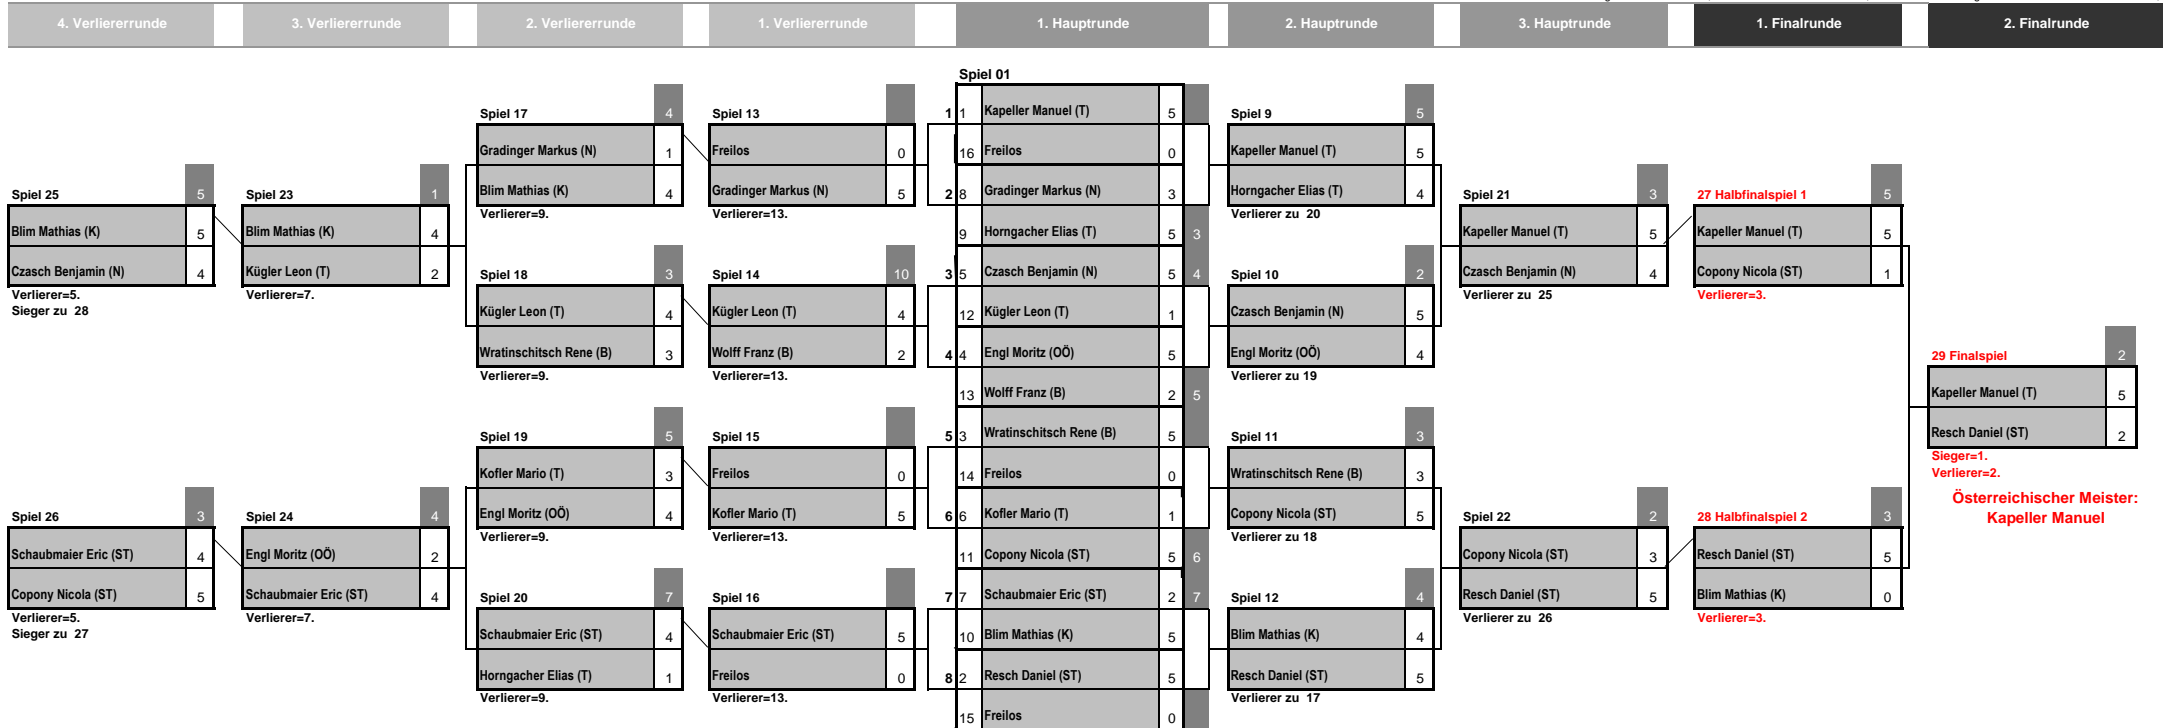 4. Verliererrunde
3. Verliererrunde
2. Verliererrunde
1. Verliererrunde
1. Hauptrunde
2. Hauptrunde
3. Hauptrunde
1. Finalrunde
2. Finalrunde
Spiel 25 5
Blim Mathias (K) 5
Czasch Benjamin (N) 4
Verlierer=5.
Sieger zu 28
Spiel 26 3
Schaubmaier Eric (ST) 4
Copony Nicola (ST) 5
Verlierer=5.
Sieger zu 27
Spiel 23 1
Blim Mathias (K) 4
Kügler Leon (T) 2
Verlierer=7.
Spiel 24 4
Engl Moritz (OÖ) 2
Schaubmaier Eric (ST) 4
Verlierer=7.
Spiel 17 4
Gradinger Markus (N) 1
Blim Mathias (K) 4
Verlierer=9.
Spiel 18 3
Kügler Leon (T) 4
Wratinschitsch Rene (B) 3
Verlierer=9.
Spiel 19 5
Kofler Mario (T) 3
Engl Moritz (OÖ) 4
Verlierer=9.
Spiel 20 7
Schaubmaier Eric (ST) 4
Horngacher Elias (T) 1
Verlierer=9.
Spiel 13
Freilos 0
Gradinger Markus (N) 5
Verlierer=13.
Spiel 14 10
Kügler Leon (T) 4
Wolff Franz (B) 2
Verlierer=13.
Spiel 15
Freilos 0
Kofler Mario (T) 5
Verlierer=13.
Spiel 16
Schaubmaier Eric (ST) 5
Freilos 0
Verlierer=13.
Spiel 01
1 1 Kapeller Manuel (T) 5
16 Freilos 0
2 8 Gradinger Markus (N) 3
9 Horngacher Elias (T) 5 3
3 5 Czasch Benjamin (N) 5 4
12 Kügler Leon (T) 1
4 4 Engl Moritz (OÖ) 5
13 Wolff Franz (B) 2 5
5 3 Wratinschitsch Rene (B) 5
14 Freilos 0
6 6 Kofler Mario (T) 1
11 Copony Nicola (ST) 5 6
7 7 Schaubmaier Eric (ST) 2 7
10 Blim Mathias (K) 5
8 2 Resch Daniel (ST) 5
15 Freilos 0
Spiel 9 5
Kapeller Manuel (T) 5
Horngacher Elias (T) 4
Verlierer zu 20
Spiel 10 2
Czasch Benjamin (N) 5
Engl Moritz (OÖ) 4
Verlierer zu 19
Spiel 11 3
Wratinschitsch Rene (B) 3
Copony Nicola (ST) 5
Verlierer zu 18
Spiel 12 4
Blim Mathias (K) 4
Resch Daniel (ST) 5
Verlierer zu 17
Spiel 21 3
Kapeller Manuel (T) 5
Czasch Benjamin (N) 4
Verlierer zu 25
Spiel 22 2
Copony Nicola (ST) 3
Resch Daniel (ST) 5
Verlierer zu 26
27 Halbfinalspiel 1 5
Kapeller Manuel (T) 5
Copony Nicola (ST) 1
Verlierer=3.
28 Halbfinalspiel 2 3
Resch Daniel (ST) 5
Blim Mathias (K) 0
Verlierer=3.
29 Finalspiel 2
Kapeller Manuel (T) 5
Resch Daniel (ST) 2
Sieger=1.
Verlierer=2.
Österreichischer Meister:
Kapeller Manuel